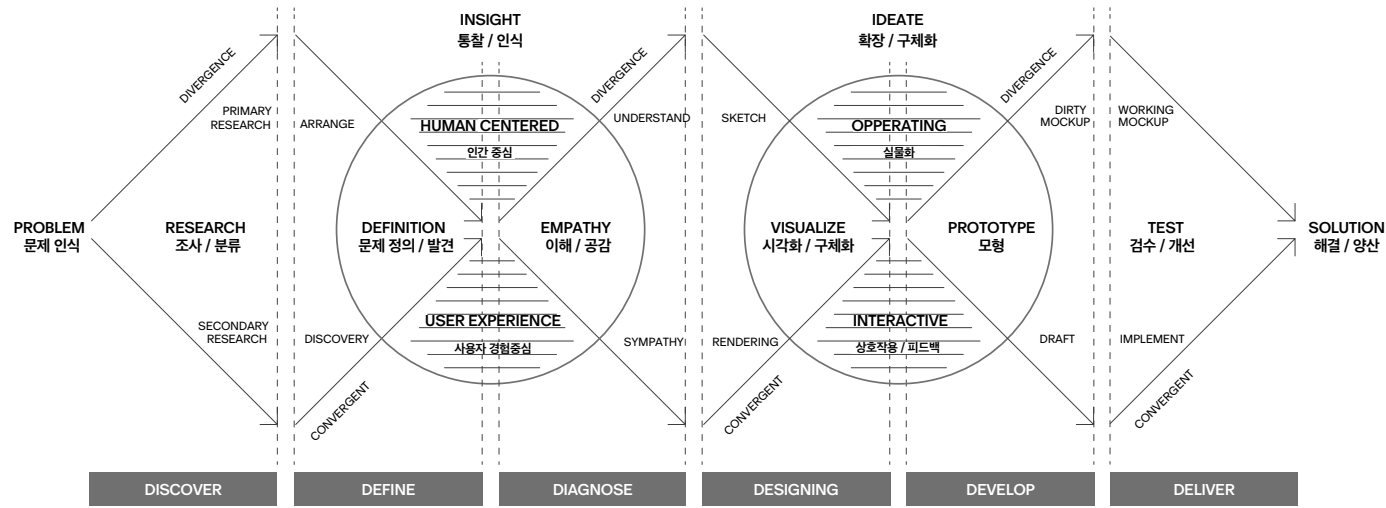 INSIGHT
통찰 / 인식
IDEATE
확장 / 구체화
DIVERGENCE
DIVERGENCE
DIVERGENCE
PRIMARY
RESEARCH
ARRANGE
HUMAN CENTERED
인간 중심
UNDERSTAND
SKETCH
OPPERATING
실물화
DIRTY
MOCKUP
WORKING
MOCKUP
PROBLEM
문제 인식
RESEARCH
조사 / 분류
DEFINITION
문제 정의 / 발견
EMPATHY
이해 / 공감
VISUALIZE
시각화 / 구체화
PROTOTYPE
모형
TEST
검수 / 개선
SOLUTION
해결 / 양산
SECONDARY
RESEARCH
DISCOVERY
USER EXPERIENCE
사용자 경험중심
SYMPATHY
RENDERING
INTERACTIVE
상호작용 / 피드백
DRAFT
IMPLEMENT
CONVERGENT
CONVERGENT
CONVERGENT
DISCOVER
DEFINE
DIAGNOSE
DESIGNING
DEVELOP
DELIVER